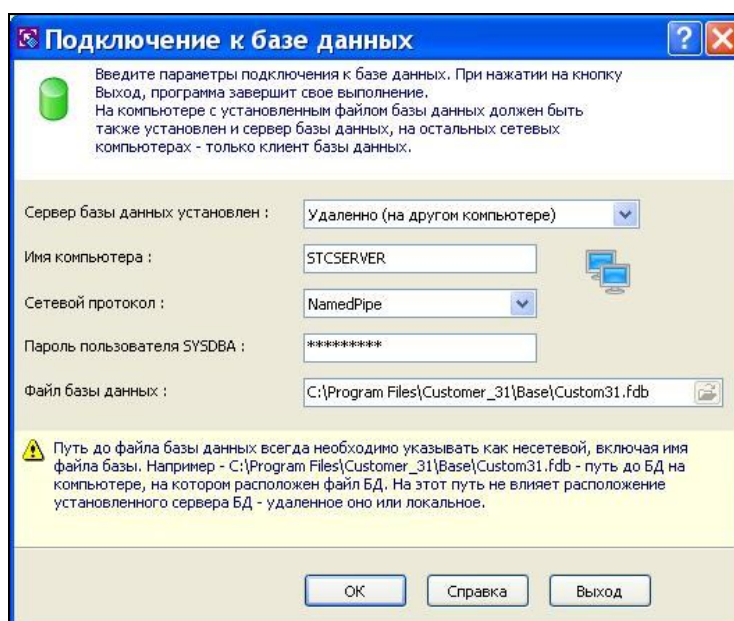 Подключение к базе данных
Введите параметры подключения к базе данных. При нажатии на кнопку
Выход, программа завершит свое выполнение.
На компьютере с установленным файлом базы данных должен быть
также установлен и сервер базы данных, на остальных сетевых
компьютерах - только клиент базы данных.
Сервер базы данных установлен : Удаленно (на другом компьютере)
Имя компьютера : STCSERVER
Сетевой протокол : NamedPipe
Пароль пользователя SYSDBA : *********
Файл базы данных : C:\Program Files\Customer_31\Base\Custom31.fdb
Путь до файла базы данных всегда необходимо указывать как несетевой, включая имя
файла базы. Например - C:\Program Files\Customer_31\Base\Custom31.fdb - путь до БД на
компьютере, на котором расположен файл БД. На этот путь не влияет расположение
установленного сервера БД - удаленное оно или локальное.
ОК Справка Выход